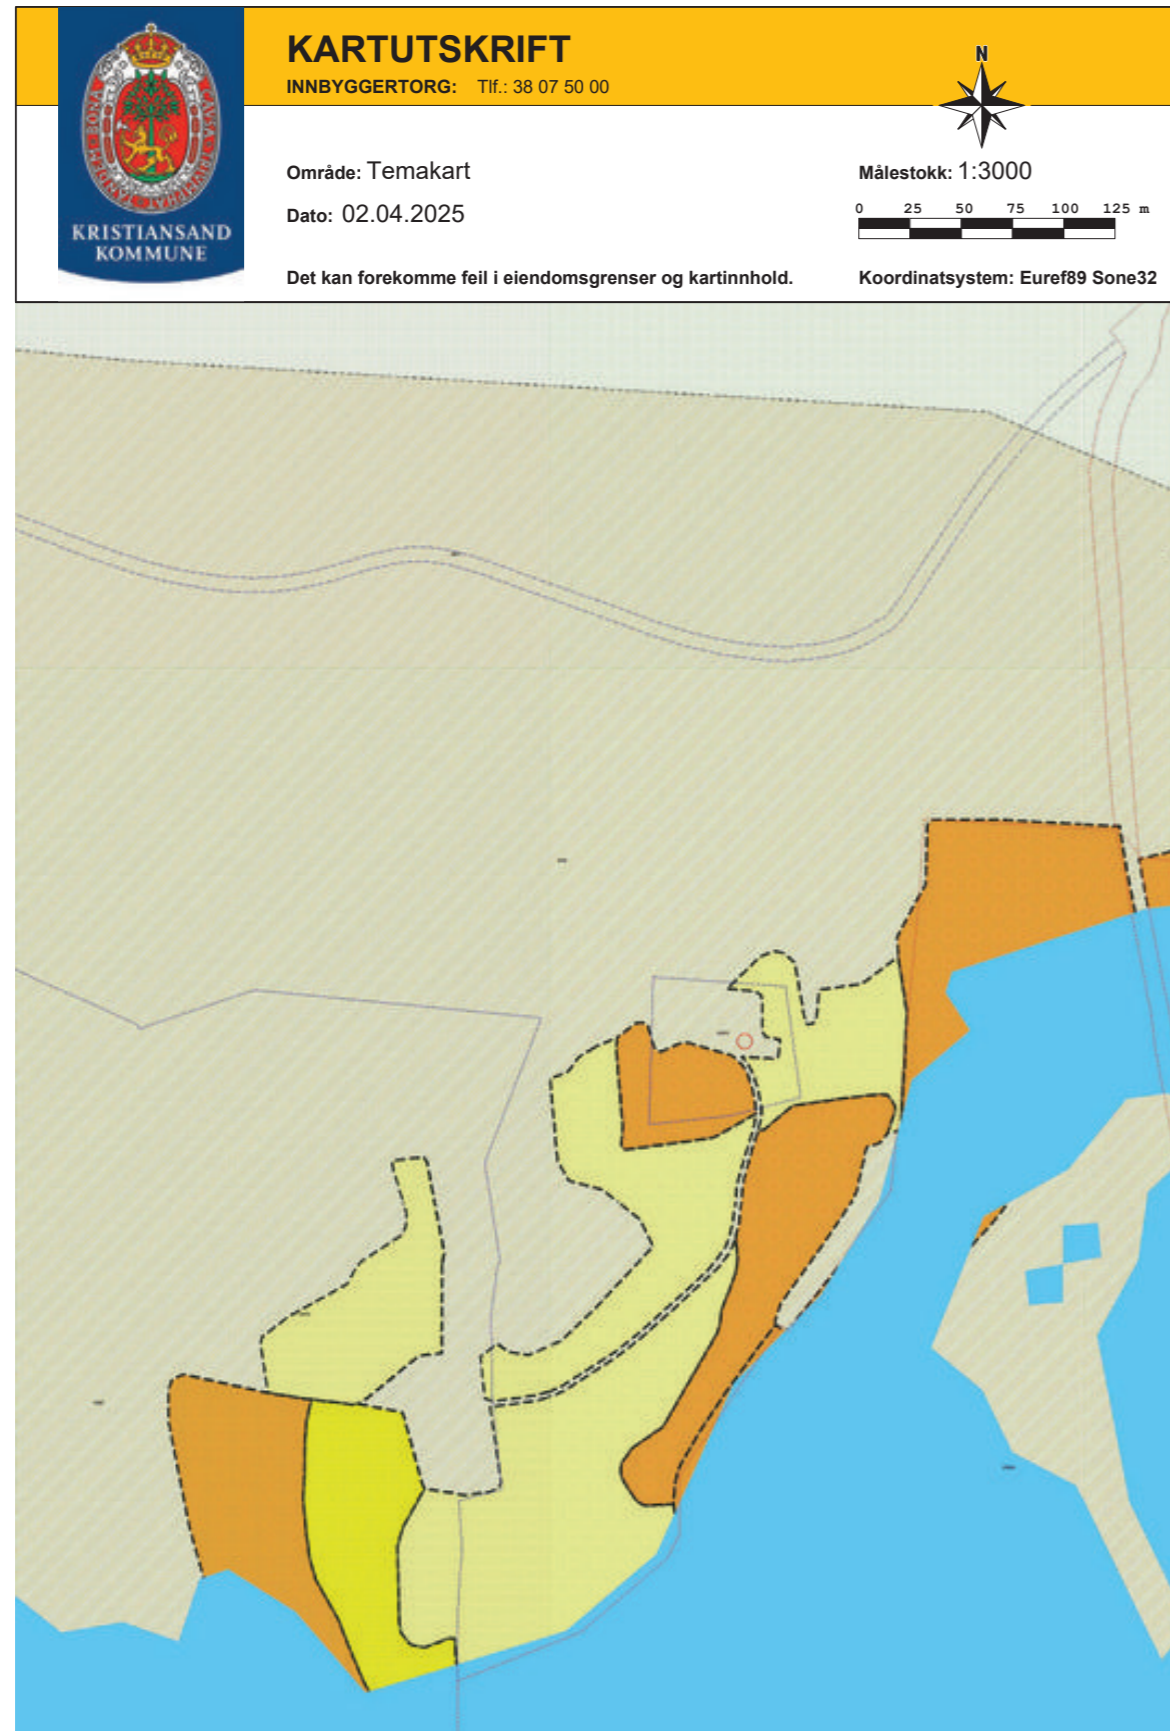 KARTUTSKRIFT
INNBYGGERTORG: Tlf.: 38 07 50 00
N
Område: Temakart
Målestokk: 1:3000
Dato: 02.04.2025
0 25 50 75 100 125 m
KRISTIANSAND
KOMMUNE
Det kan forekomme feil i eiendomsgrenser og kartinnhold.
Koordinatsystem: Euref89 Sone32